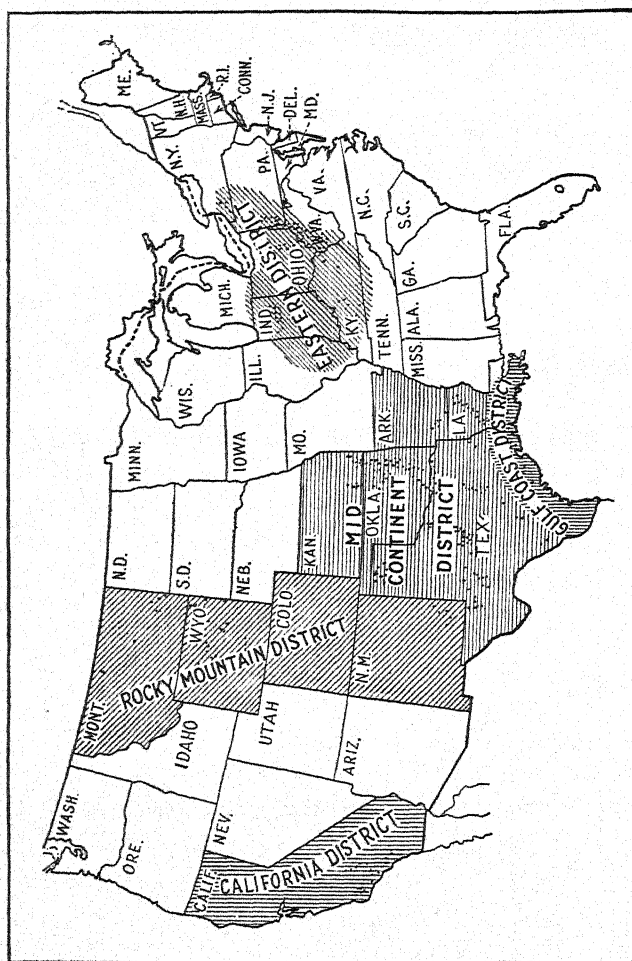 WASH.
ORE.
CALIF.
NEV.
IDAHO
MONT.
WYO.
UTAH
COLO.
ARIZ.
N.M.
ROCKY MOUNTAIN DISTRICT
CALIFORNIA DISTRICT
N.D.
S.D.
NEB.
KAN.
OKLA.
TEX.
MID
CONTINENT
DISTRICT
MINN.
IOWA
MO.
ARK.
LA.
GULF COAST DISTRICT
WIS.
ILL.
MICH.
IND.
OHIO
KY.
TENN.
MISS.
ALA.
GA.
FLA.
S.C.
N.C.
VA.
W.VA.
EASTERN DISTRICT
PA.
N.Y.
VT.
N.H.
MASS.
ME.
R.I.
CONN.
N.J.
DEL.
MD.